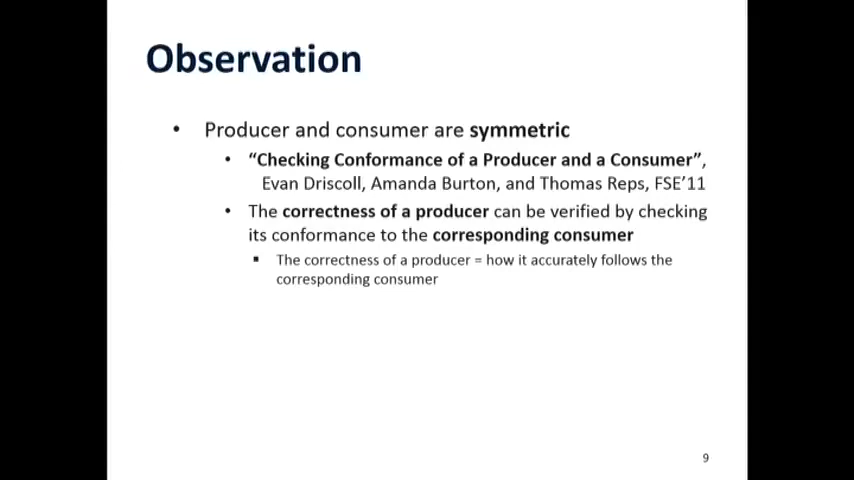 Observation
• Producer and consumer are symmetric
• “Checking Conformance of a Producer and a Consumer”,
Evan Driscoll, Amanda Burton, and Thomas Reps, FSE’11
• The correctness of a producer can be verified by checking
its conformance to the corresponding consumer
▪ The correctness of a producer = how it accurately follows the
corresponding consumer
9